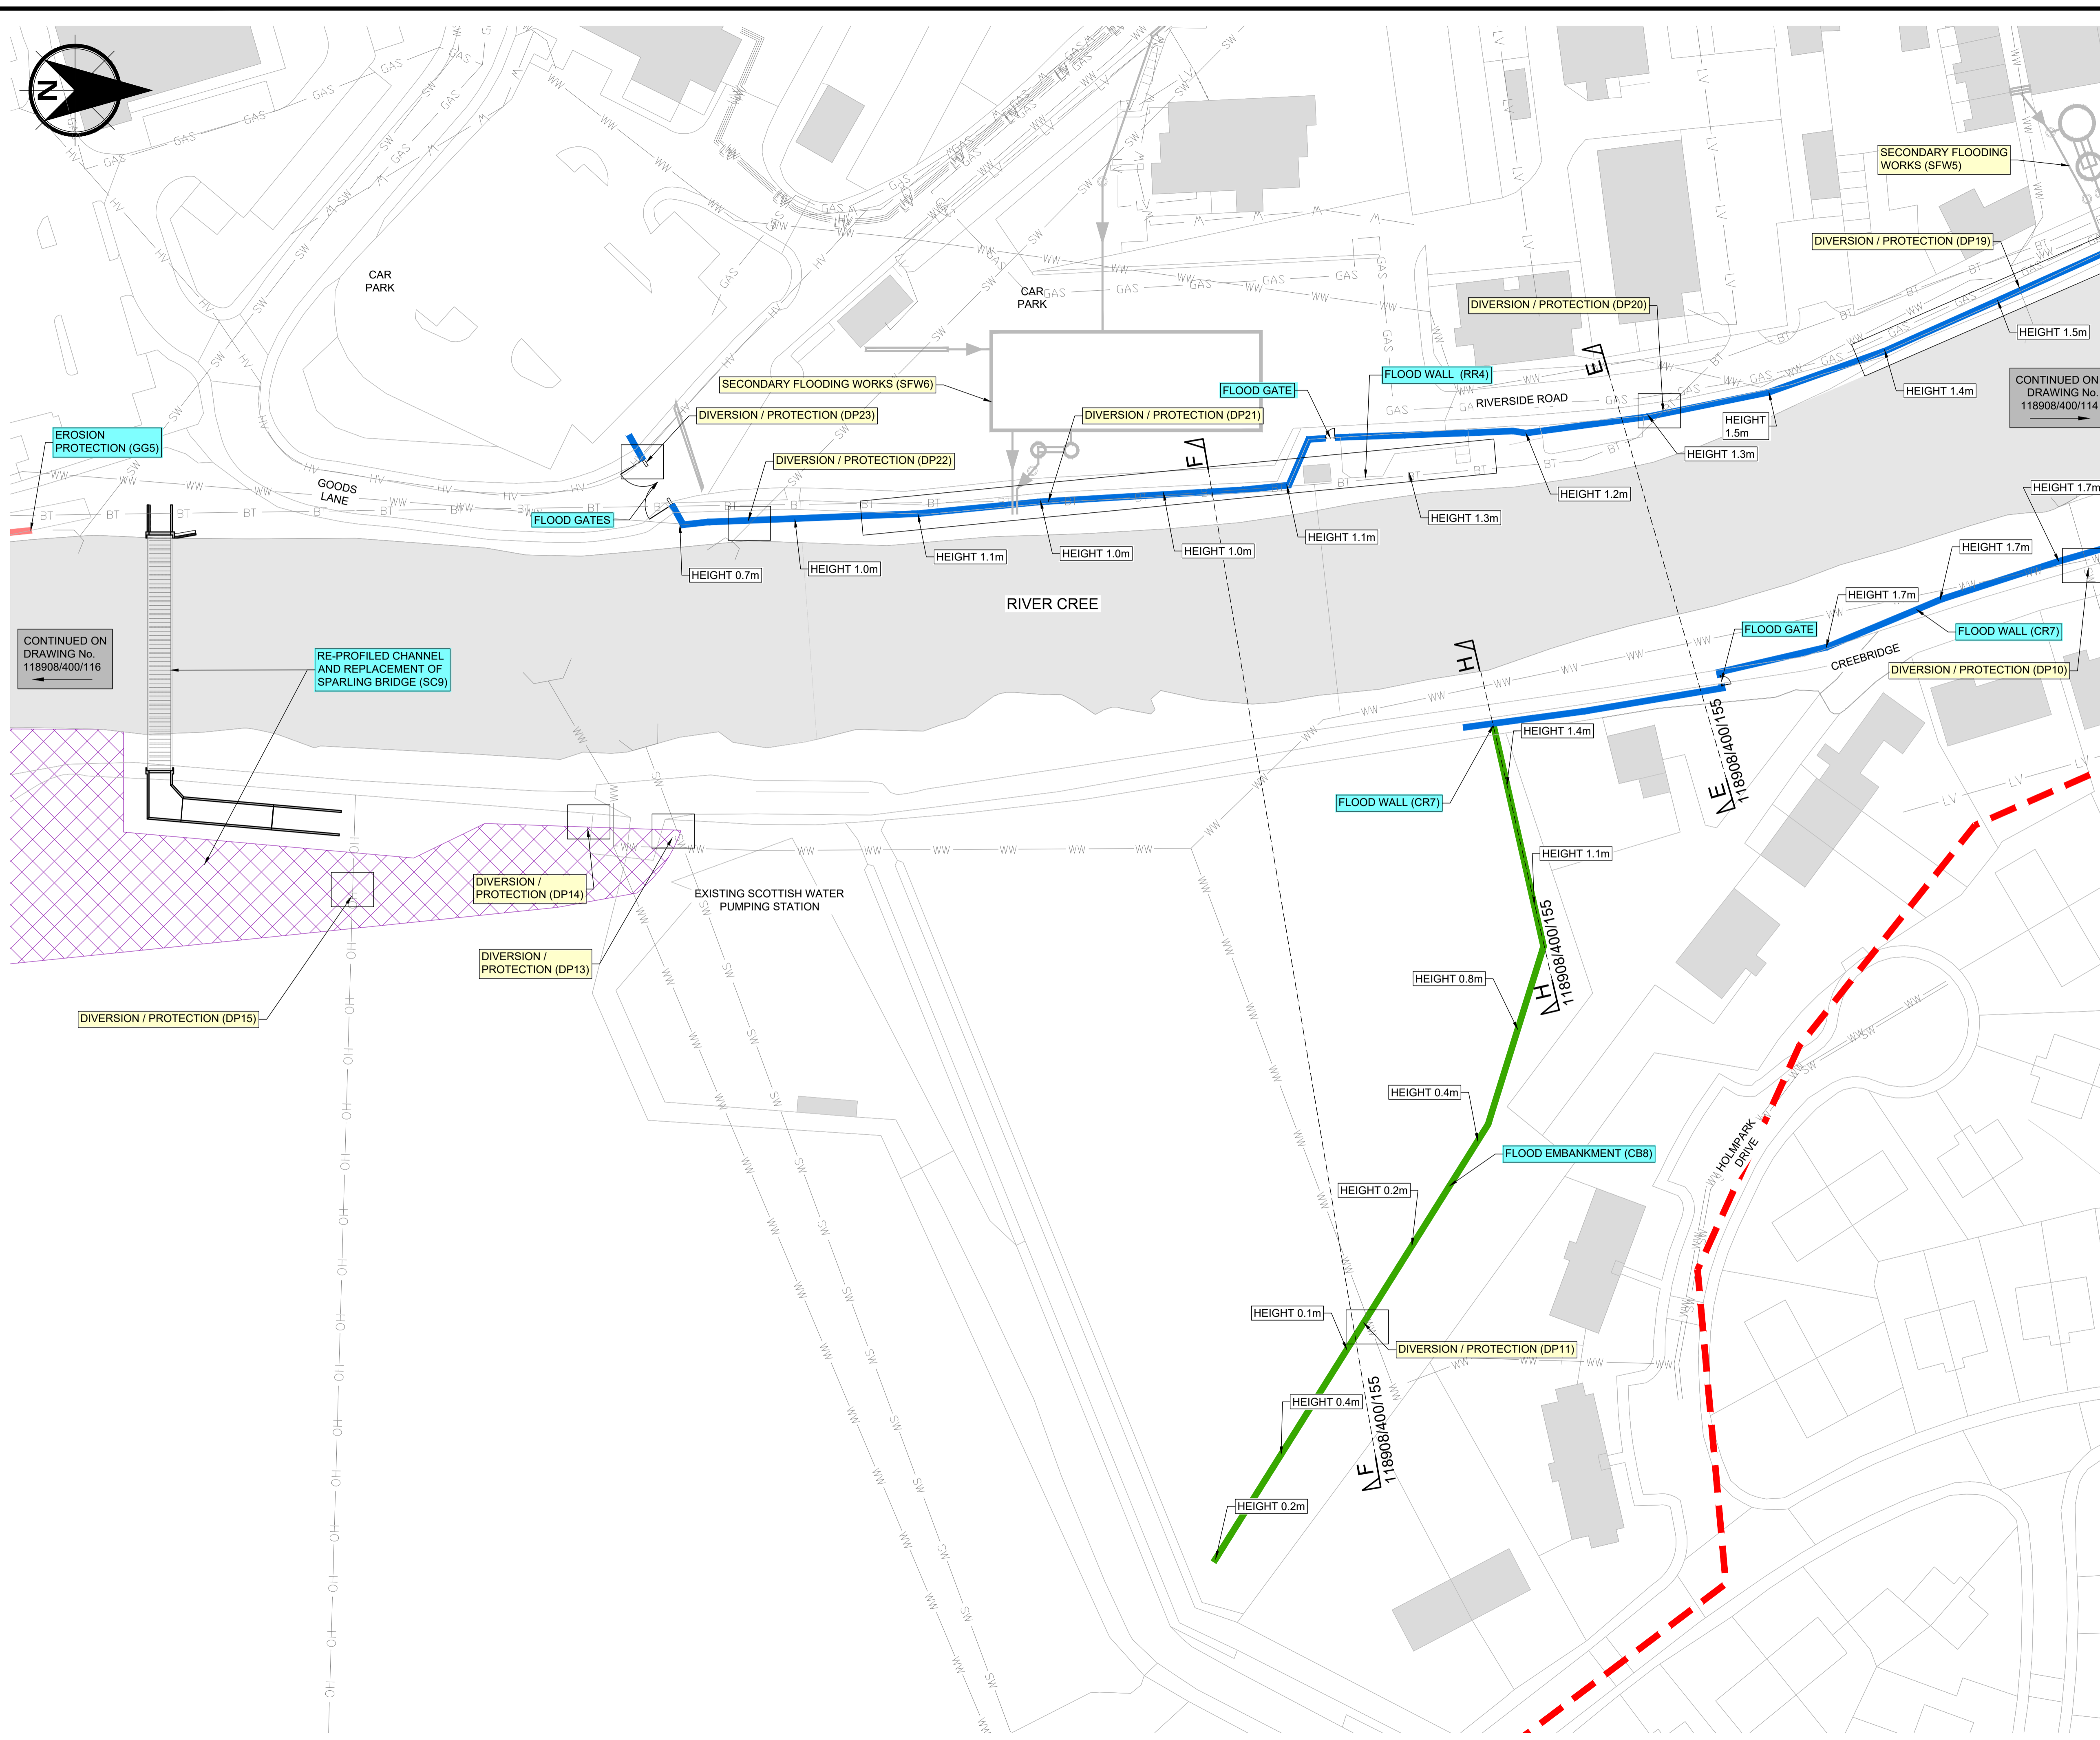 N
CAR
PARK
CAR
PARK
SECONDARY FLOODING
WORKS (SFW5)
DIVERSION / PROTECTION (DP19)
DIVERSION / PROTECTION (DP20)
HEIGHT 1.5m
CONTINUED ON
DRAWING No.
118908/400/114
HEIGHT 1.4m
FLOOD WALL (RR4)
RIVERSIDE ROAD
E
SECONDARY FLOODING WORKS (SFW6)
FLOOD GATE
DIVERSION / PROTECTION (DP23)
DIVERSION / PROTECTION (DP21)
HEIGHT
1.5m
HEIGHT 1.3m
EROSION
PROTECTION (GG5)
DIVERSION / PROTECTION (DP22)
F
GOODS
LANE
FLOOD GATES
HEIGHT 1.2m
HEIGHT 1.7m
HEIGHT 1.3m
HEIGHT 1.1m
HEIGHT 0.7m
HEIGHT 1.0m
HEIGHT 1.1m
HEIGHT 1.0m
HEIGHT 1.0m
HEIGHT 1.7m
HEIGHT 1.7m
RIVER CREE
CONTINUED ON
DRAWING No.
118908/400/116
RE-PROFILED CHANNEL
AND REPLACEMENT OF
SPARLING BRIDGE (SC9)
FLOOD GATE
FLOOD WALL (CR7)
CREEBRIDGE
DIVERSION / PROTECTION (DP10)
H
HEIGHT 1.4m
E
118908/400/155
FLOOD WALL (CR7)
HEIGHT 1.1m
DIVERSION /
PROTECTION (DP14)
EXISTING SCOTTISH WATER
PUMPING STATION
DIVERSION /
PROTECTION (DP13)
HEIGHT 0.8m
H
118908/400/155
DIVERSION / PROTECTION (DP15)
HEIGHT 0.4m
FLOOD EMBANKMENT (CB8)
HOLMPARK
DRIVE
HEIGHT 0.2m
HEIGHT 0.1m
DIVERSION / PROTECTION (DP11)
HEIGHT 0.4m
F
118908/400/155
HEIGHT 0.2m
GAS
HV
SW
WW
LV
BT
W
OH